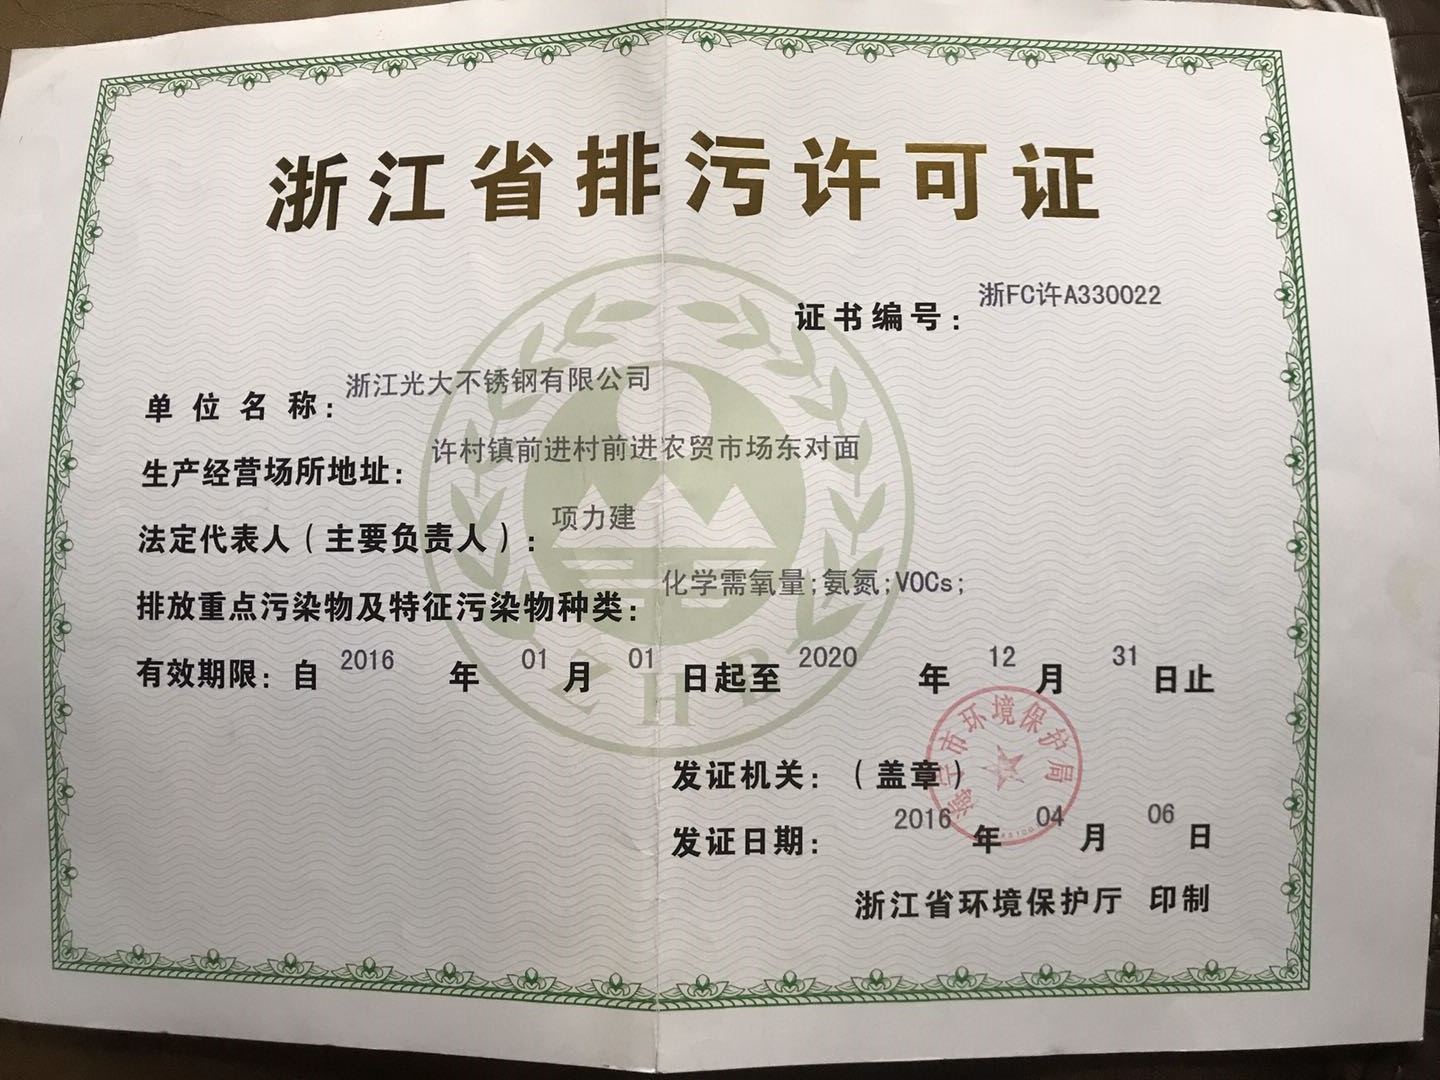 浙江省排污许可证
证书编号：浙FC许A330022
单位名称：浙江光大不锈钢有限公司
生产经营场所地址：许村镇前进村前进农贸市场东对面
法定代表人（主要负责人）：项力建
排放重点污染物及特征污染物种类：化学需氧量;氨氮;VOCs;
有效期限：自 2016 年 01 月 01 日起至 2020 年 12 月 31 日止
ZHB
发证机关：（盖章）
海宁市环境保护局
发证日期：2016 年 04 月 06 日
浙江省环境保护厅 印制